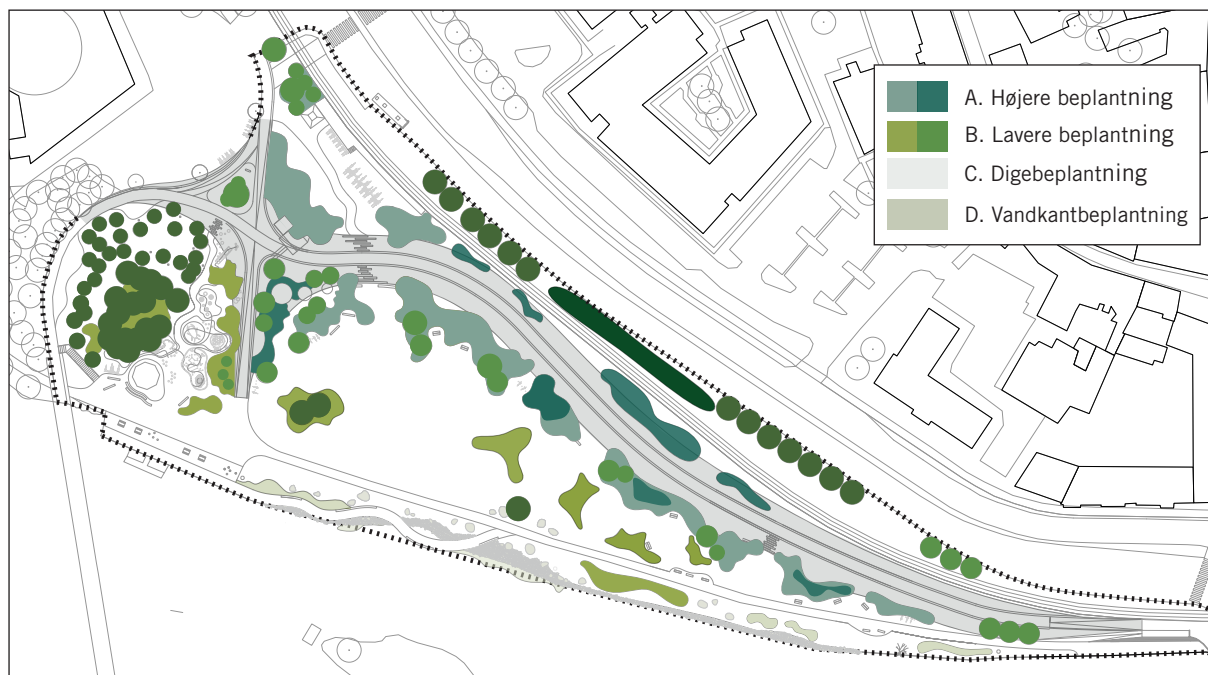 A. Højere beplantning
B. Lavere beplantning
C. Digebeplantning
D. Vandkantbeplantning